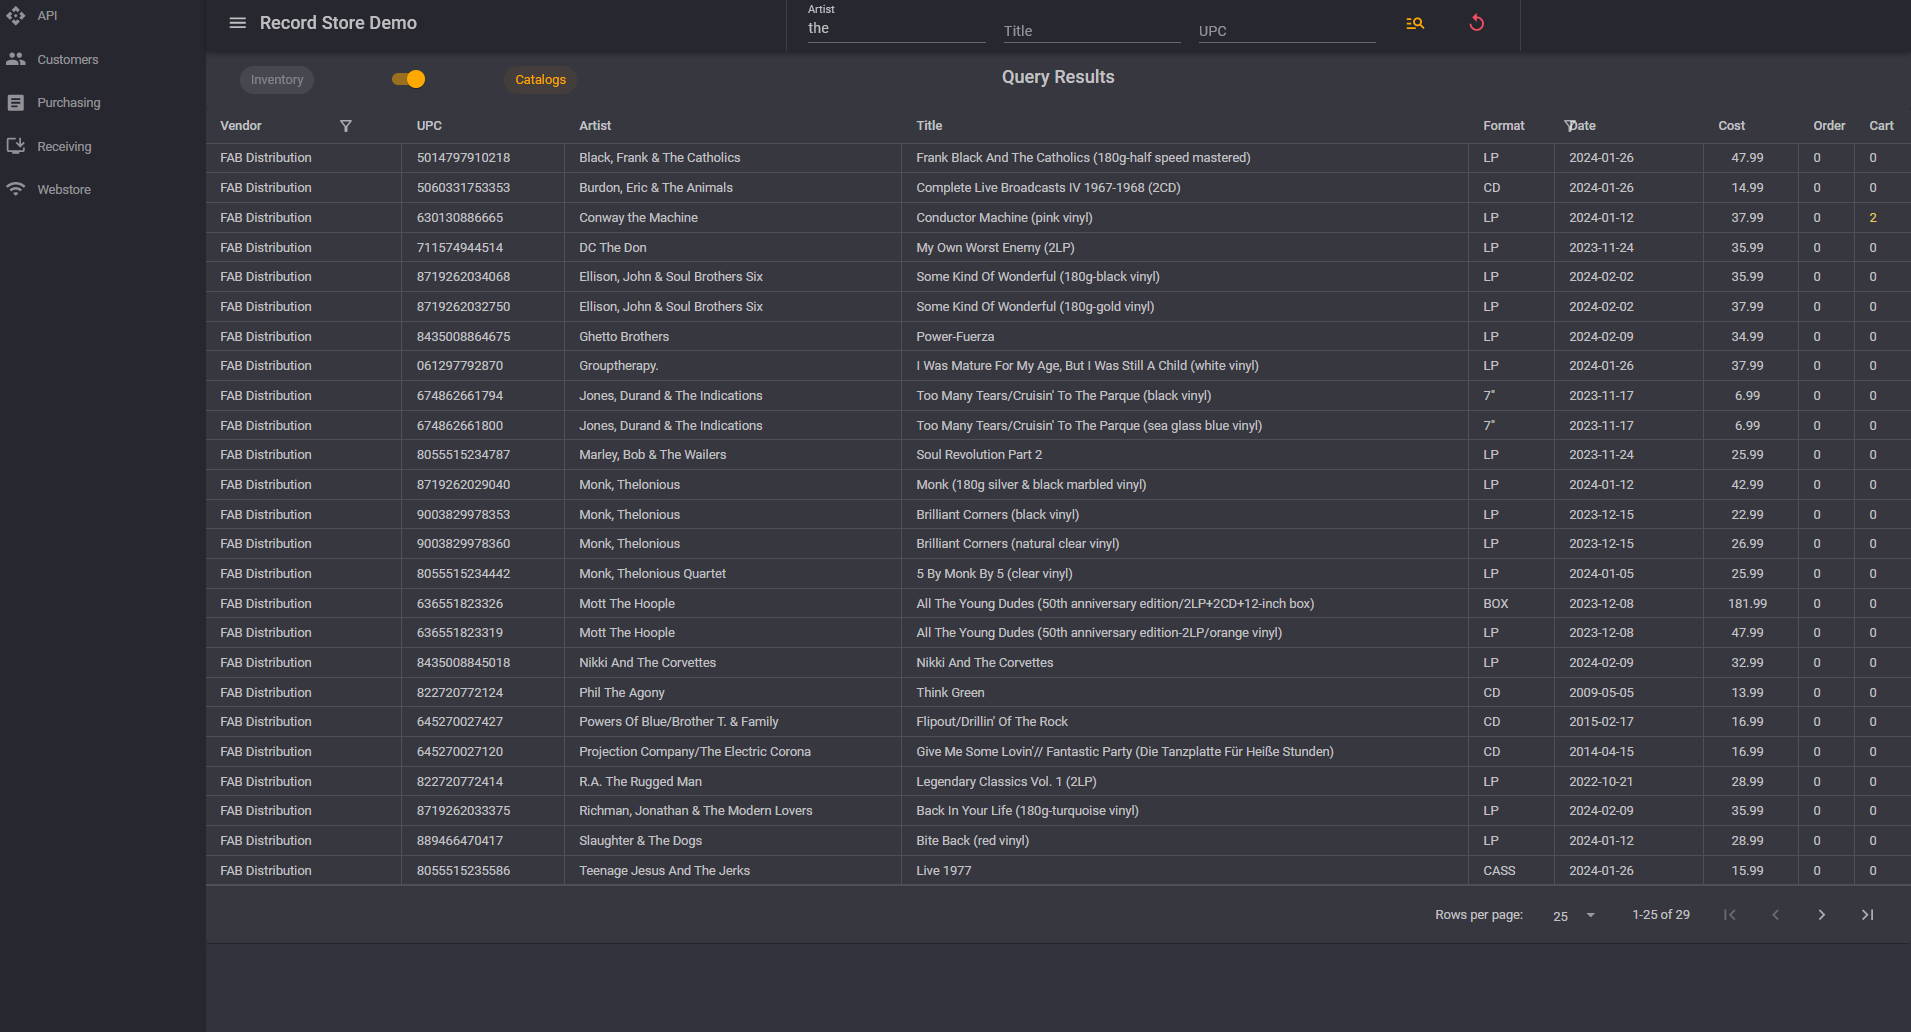 API
Customers
Purchasing
Receiving
Webstore
Record Store Demo
Artist
the
Title
UPC
Inventory
Catalogs
Query Results
Vendor UPC Artist Title Format Date Cost Order Cart
FAB Distribution 5014797910218 Black, Frank & The Catholics Frank Black And The Catholics (180g-half speed mastered) LP 2024-01-26 47.99 0 0
FAB Distribution 5060331753353 Burdon, Eric & The Animals Complete Live Broadcasts IV 1967-1968 (2CD) CD 2024-01-26 14.99 0 0
FAB Distribution 630130886665 Conway the Machine Conductor Machine (pink vinyl) LP 2024-01-12 37.99 0 2
FAB Distribution 711574944514 DC The Don My Own Worst Enemy (2LP) LP 2023-11-24 35.99 0 0
FAB Distribution 8719262034068 Ellison, John & Soul Brothers Six Some Kind Of Wonderful (180g-black vinyl) LP 2024-02-02 35.99 0 0
FAB Distribution 8719262032750 Ellison, John & Soul Brothers Six Some Kind Of Wonderful (180g-gold vinyl) LP 2024-02-02 37.99 0 0
FAB Distribution 8435008864675 Ghetto Brothers Power-Fuerza LP 2024-02-09 34.99 0 0
FAB Distribution 061297792870 Grouptherapy. I Was Mature For My Age, But I Was Still A Child (white vinyl) LP 2024-01-26 37.99 0 0
FAB Distribution 674862661794 Jones, Durand & The Indications Too Many Tears/Cruisin' To The Parque (black vinyl) 7" 2023-11-17 6.99 0 0
FAB Distribution 674862661800 Jones, Durand & The Indications Too Many Tears/Cruisin' To The Parque (sea glass blue vinyl) 7" 2023-11-17 6.99 0 0
FAB Distribution 8055515234787 Marley, Bob & The Wailers Soul Revolution Part 2 LP 2023-11-24 25.99 0 0
FAB Distribution 8719262029040 Monk, Thelonious Monk (180g silver & black marbled vinyl) LP 2024-01-12 42.99 0 0
FAB Distribution 9003829978353 Monk, Thelonious Brilliant Corners (black vinyl) LP 2023-12-15 22.99 0 0
FAB Distribution 9003829978360 Monk, Thelonious Brilliant Corners (natural clear vinyl) LP 2023-12-15 26.99 0 0
FAB Distribution 8055515234442 Monk, Thelonious Quartet 5 By Monk By 5 (clear vinyl) LP 2024-01-05 25.99 0 0
FAB Distribution 636551823326 Mott The Hoople All The Young Dudes (50th anniversary edition/2LP+2CD+12-inch box) BOX 2023-12-08 181.99 0 0
FAB Distribution 636551823319 Mott The Hoople All The Young Dudes (50th anniversary edition-2LP/orange vinyl) LP 2023-12-08 47.99 0 0
FAB Distribution 8435008845018 Nikki And The Corvettes Nikki And The Corvettes LP 2024-02-09 32.99 0 0
FAB Distribution 822720772124 Phil The Agony Think Green CD 2009-05-05 13.99 0 0
FAB Distribution 645270027427 Powers Of Blue/Brother T. & Family Flipout/Drillin' Of The Rock CD 2015-02-17 16.99 0 0
FAB Distribution 645270027120 Projection Company/The Electric Corona Give Me Some Lovin'// Fantastic Party (Die Tanzplatte Für Heiße Stunden) CD 2014-04-15 16.99 0 0
FAB Distribution 822720772414 R.A. The Rugged Man Legendary Classics Vol. 1 (2LP) LP 2022-10-21 28.99 0 0
FAB Distribution 8719262033375 Richman, Jonathan & The Modern Lovers Back In Your Life (180g-turquoise vinyl) LP 2024-02-09 35.99 0 0
FAB Distribution 889466470417 Slaughter & The Dogs Bite Back (red vinyl) LP 2024-01-12 28.99 0 0
FAB Distribution 8055515235586 Teenage Jesus And The Jerks Live 1977 CASS 2024-01-26 15.99 0 0
Rows per page: 25 1-25 of 29